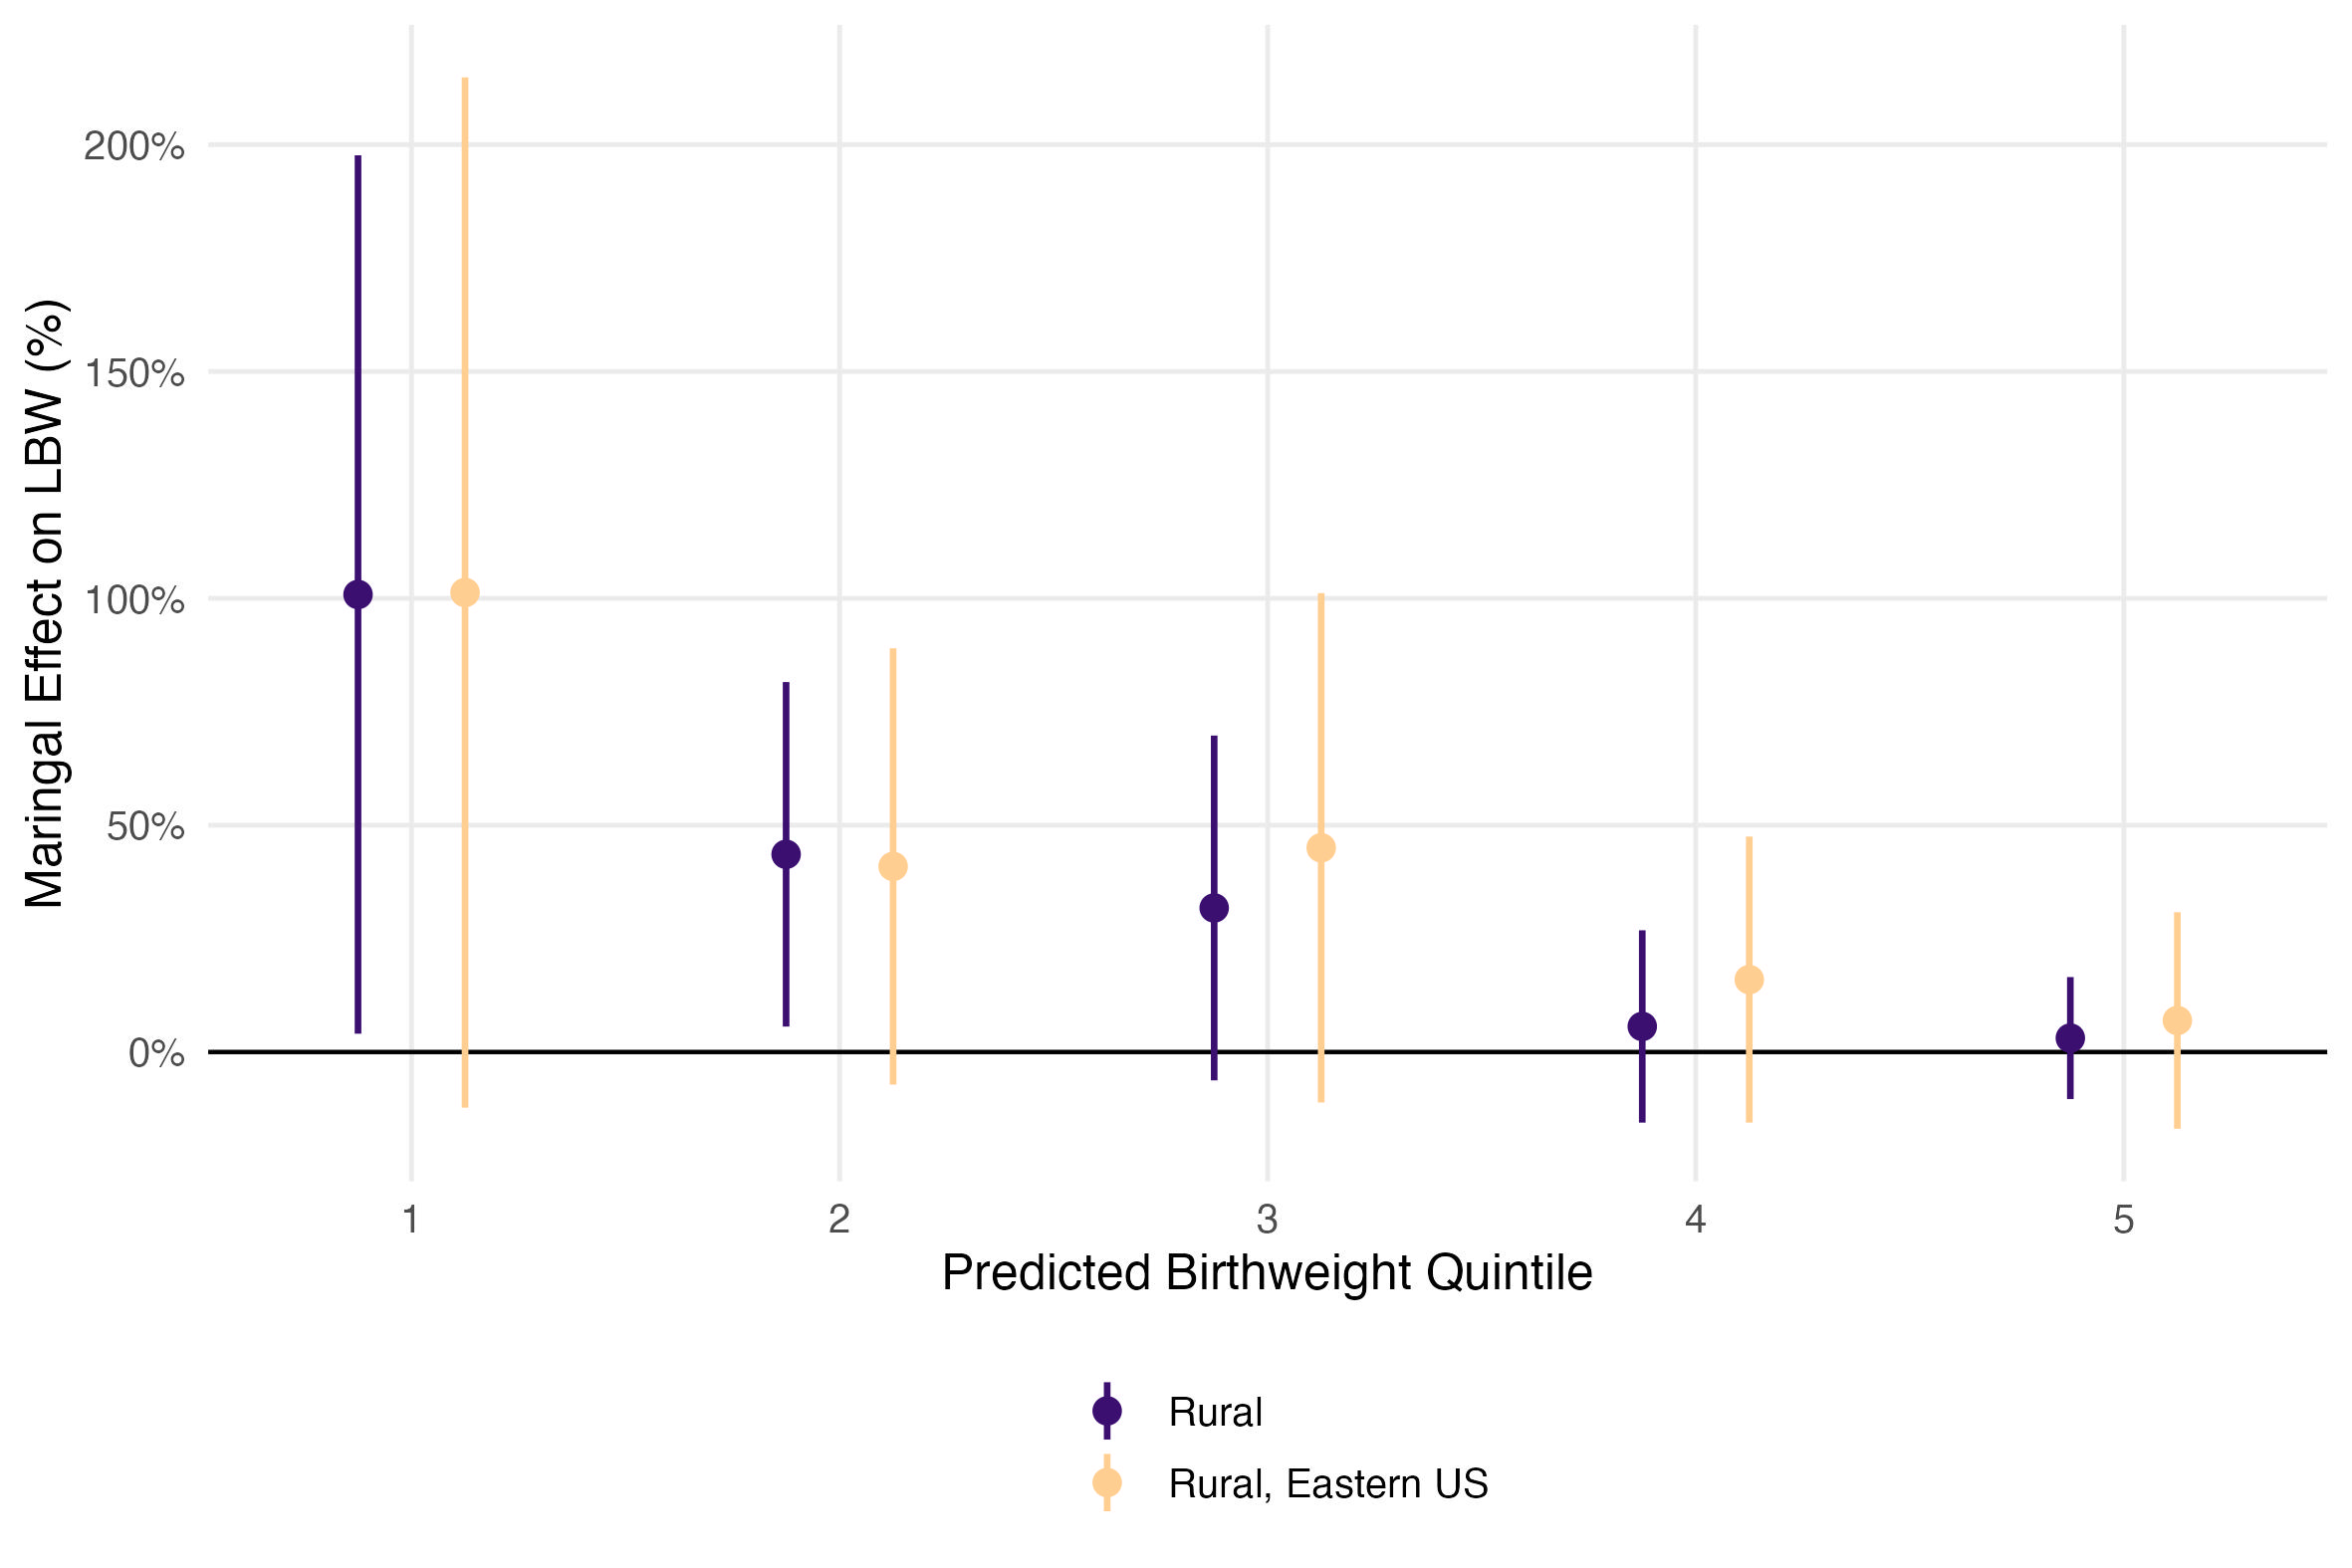 Maringal Effect on LBW (%)
200%
150%
100%
50%
0%
1 2 3 4 5
Predicted Birthweight Quintile
Rural
Rural, Eastern US